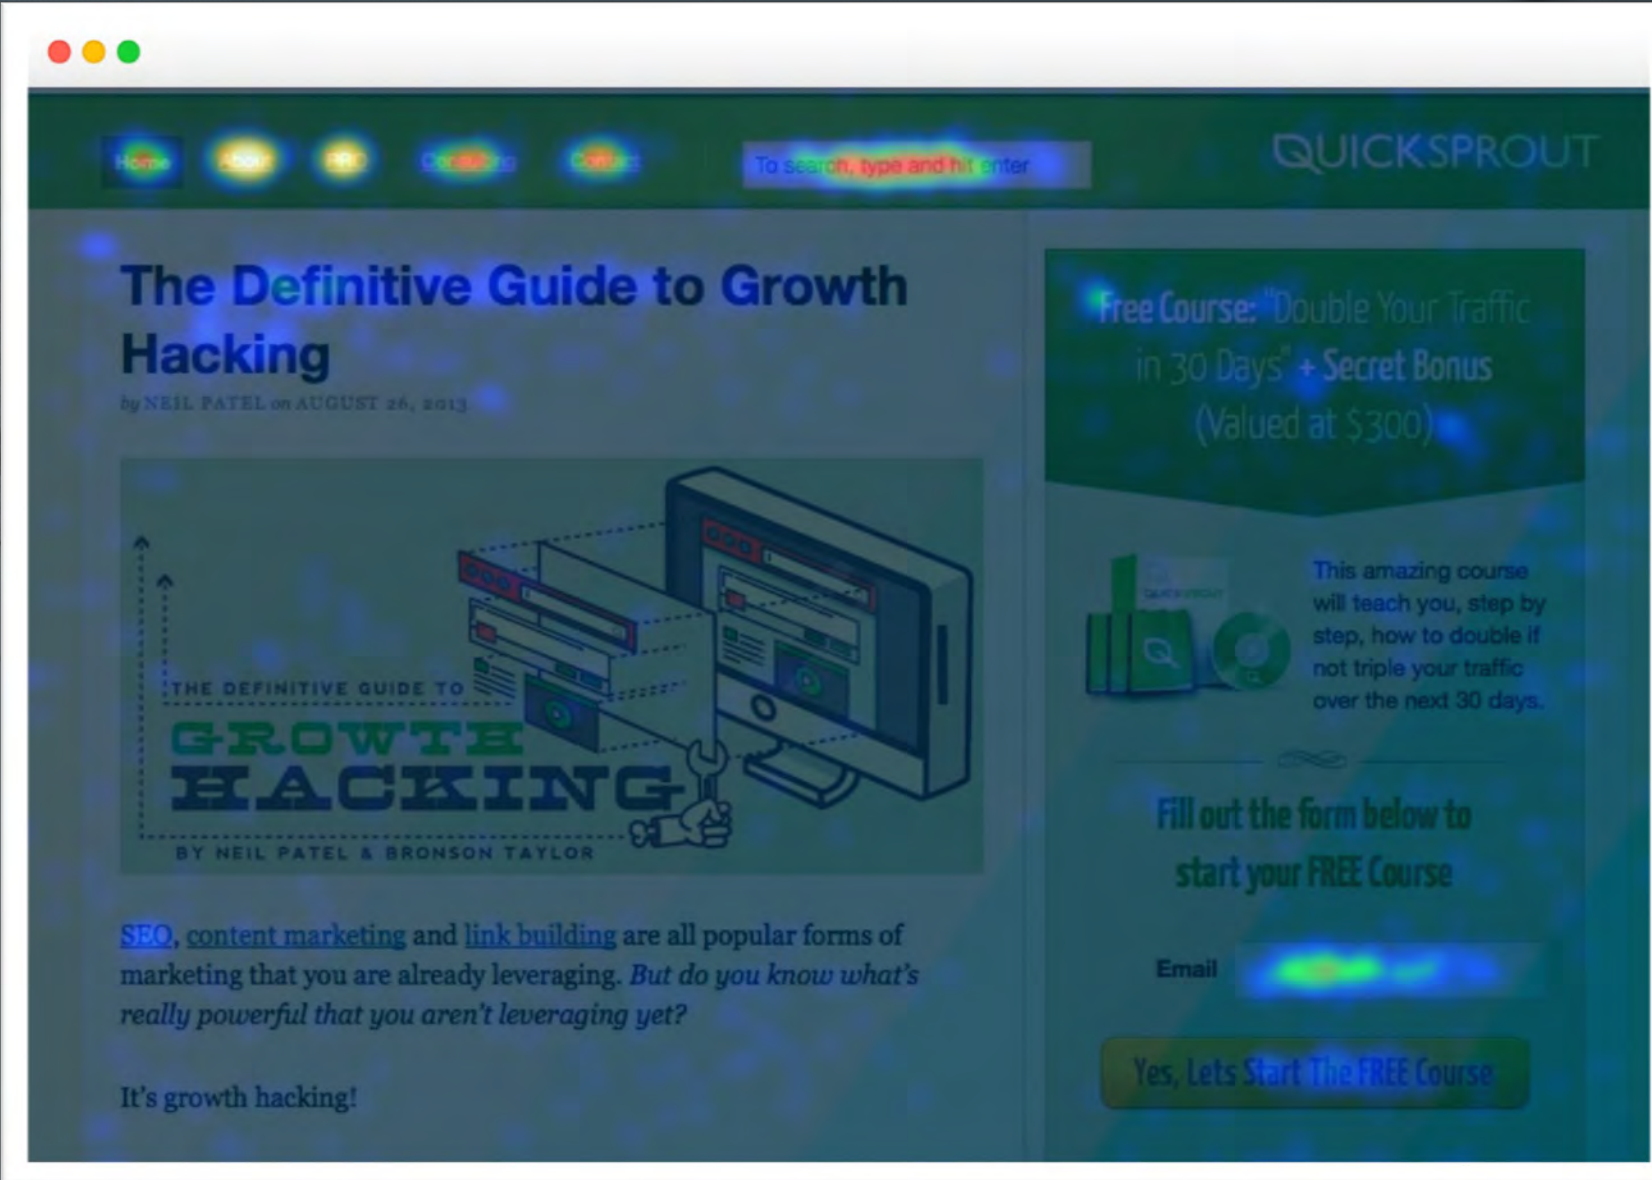 Home About PRO Consulting Contact To search, type and hit enter QUICKSPROUT
The Definitive Guide to Growth
Hacking
by NEIL PATEL on AUGUST 26, 2013
THE DEFINITIVE GUIDE TO
GROWTH
HACKING
BY NEIL PATEL & BRONSON TAYLOR
SEO, content marketing and link building are all popular forms of
marketing that you are already leveraging. But do you know what's
really powerful that you aren't leveraging yet?
It's growth hacking!
Free Course: "Double Your Traffic
in 30 Days" + Secret Bonus
(Valued at $300)
QUICKSPROUT
This amazing course
will teach you, step by
step, how to double if
not triple your traffic
over the next 30 days.
Fill out the form below to
start your FREE Course
Email
Yes, Lets Start The FREE Course